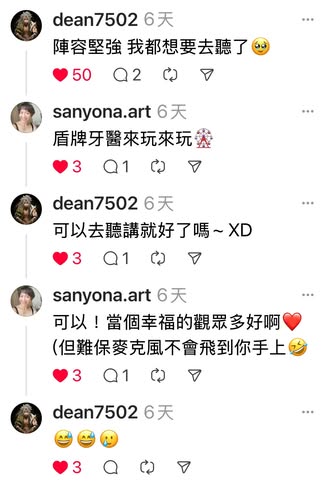 dean7502 6天
陣容堅強 我都想要去聽了🥹
50 2
sanyona.art 6天
盾牌牙醫來玩來玩🎡
3 1
dean7502 6天
可以去聽講就好了嗎~XD
3 1
sanyona.art 6天
可以！當個幸福的觀眾多好啊❤️
(但難保麥克風不會飛到你手上🤣
3 1
dean7502 6天
😅😅🥲
3